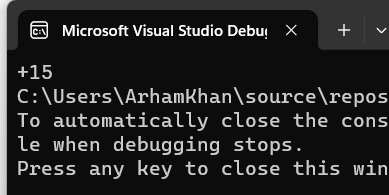 Microsoft Visual Studio Debug
+15
C:\Users\ArhamKhan\source\repos
To automatically close the cons
le when debugging stops.
Press any key to close this win